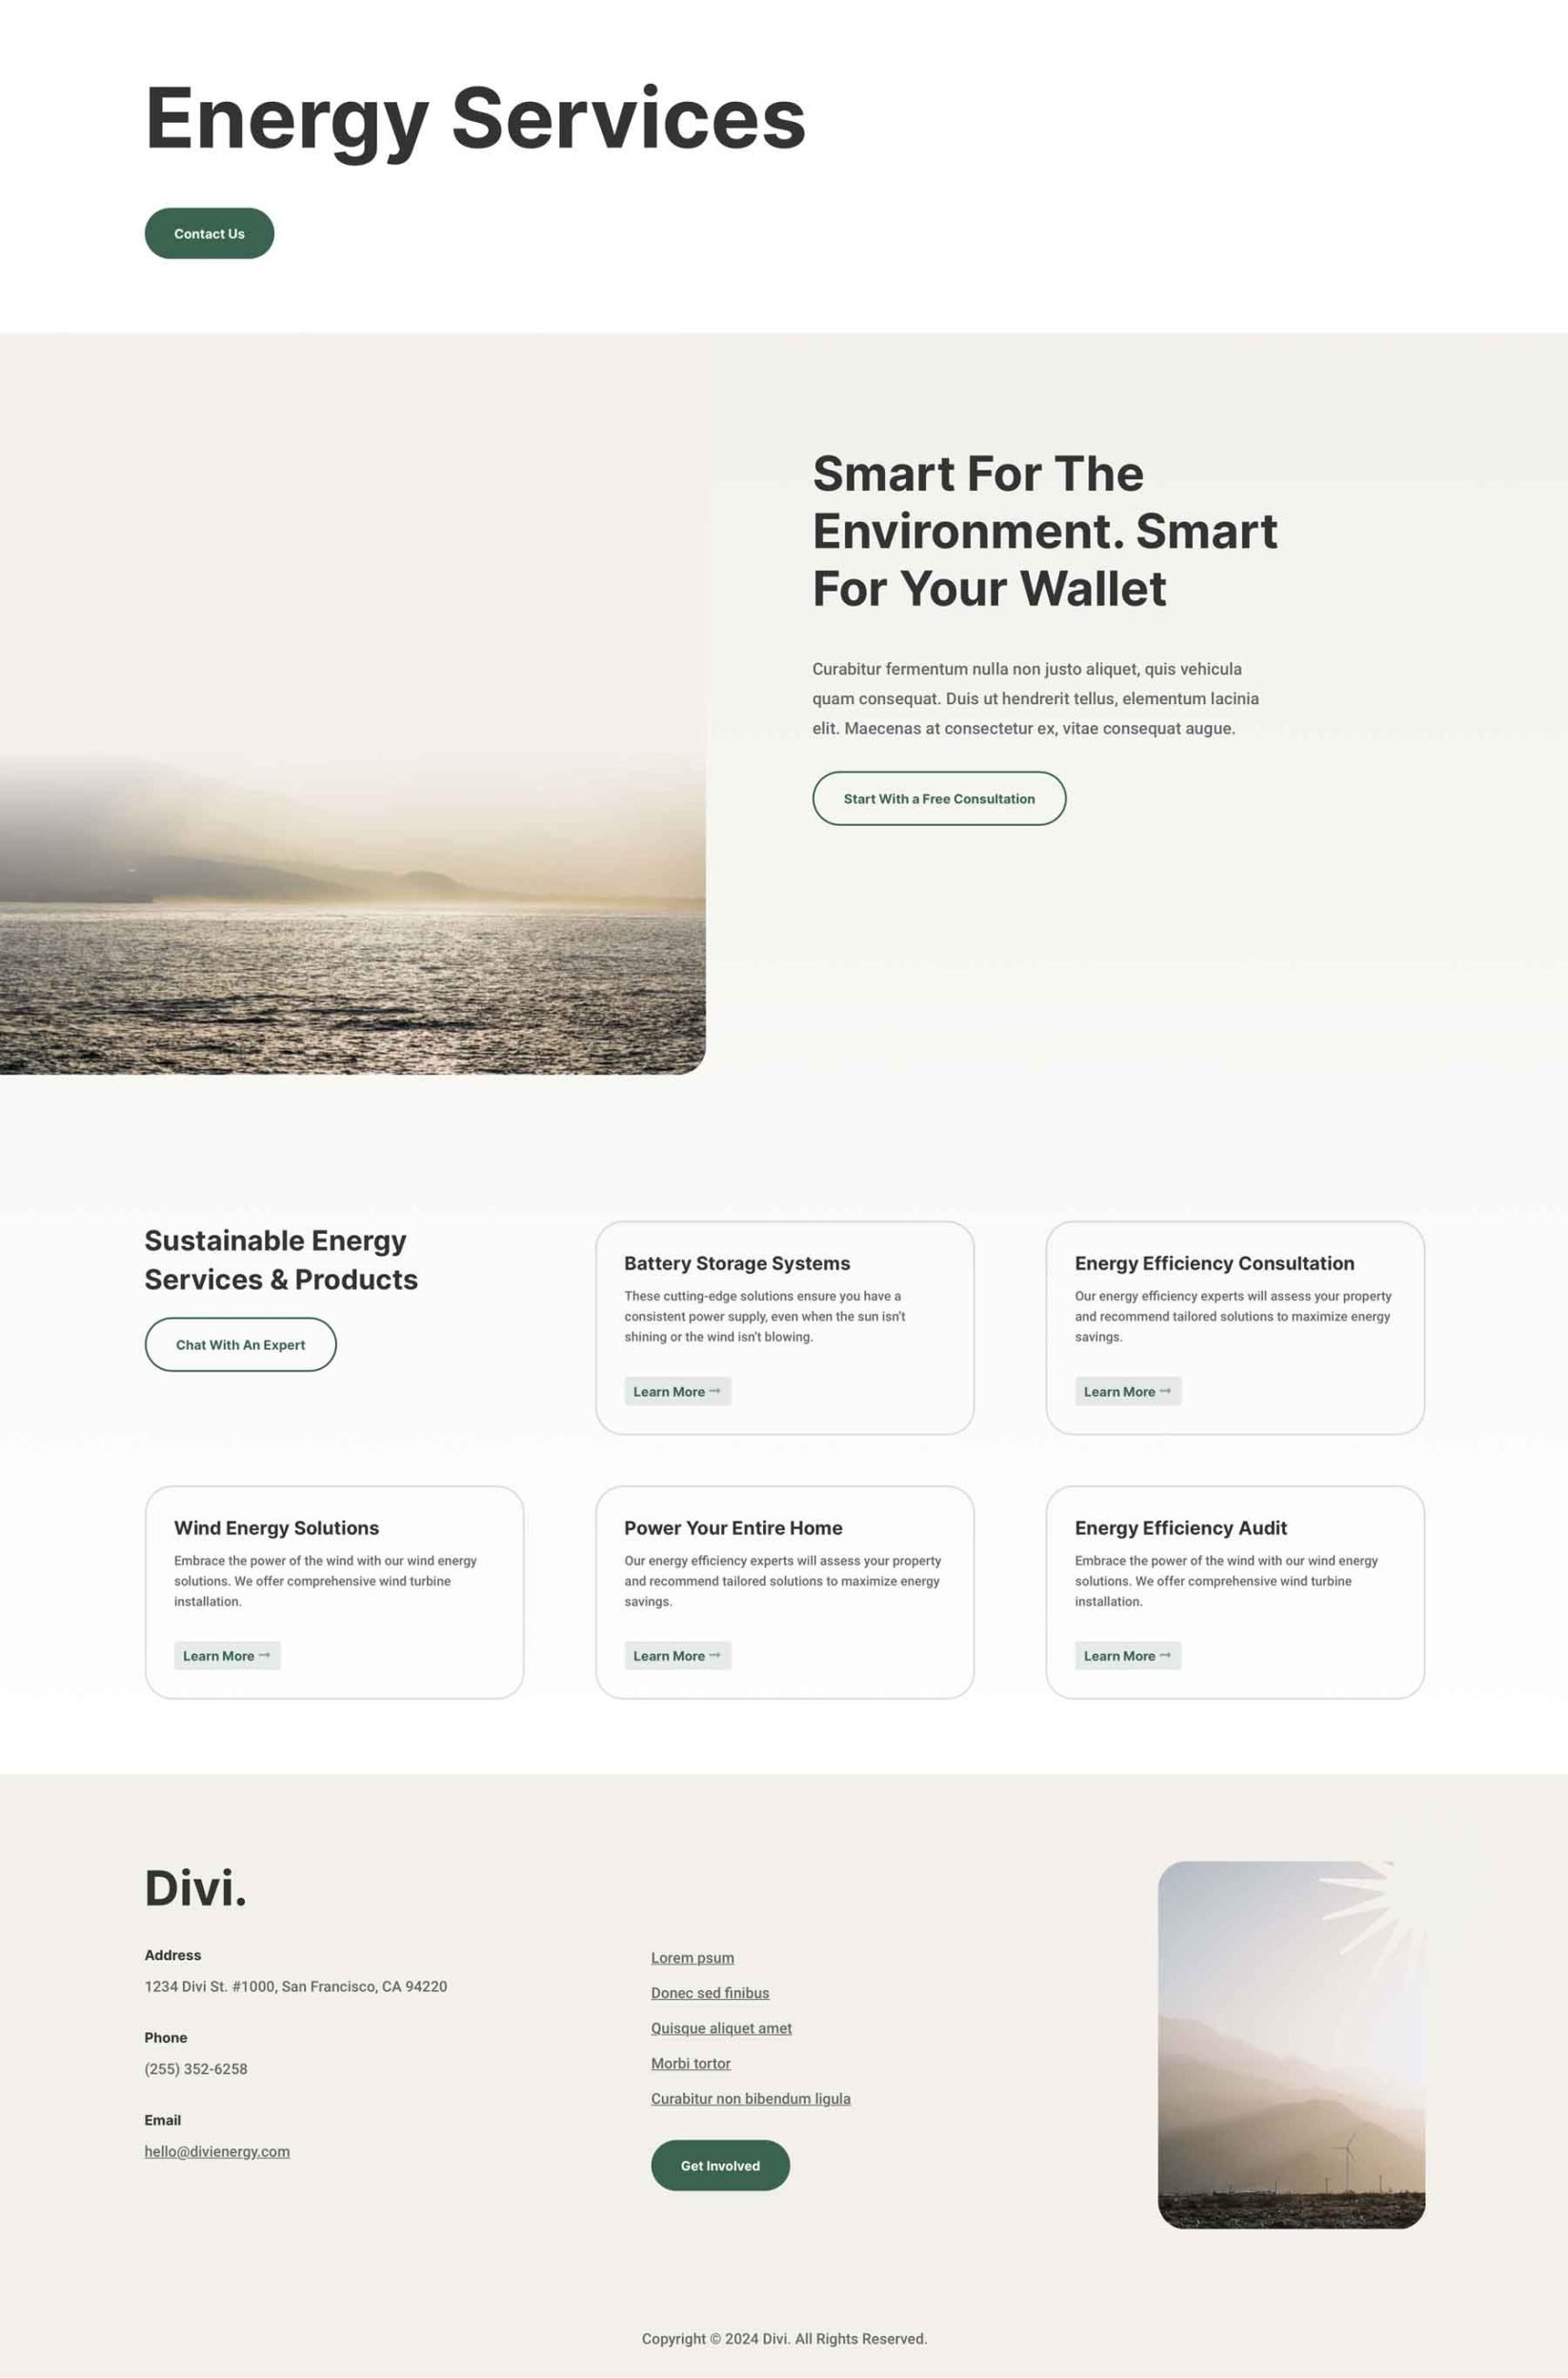 Energy Services
Contact Us
Smart For The
Environment. Smart
For Your Wallet
Curabitur fermentum nulla non justo aliquet, quis vehicula
quam consequat. Duis ut hendrerit tellus, elementum lacinia
elit. Maecenas at consectetur ex, vitae consequat augue.
Start With a Free Consultation
Sustainable Energy
Services & Products
Chat With An Expert
Battery Storage Systems
These cutting-edge solutions ensure you have a
consistent power supply, even when the sun isn't
shining or the wind isn't blowing.
Learn More →
Energy Efficiency Consultation
Our energy efficiency experts will assess your property
and recommend tailored solutions to maximize energy
savings.
Learn More →
Wind Energy Solutions
Embrace the power of the wind with our wind energy
solutions. We offer comprehensive wind turbine
installation.
Learn More →
Power Your Entire Home
Our energy efficiency experts will assess your property
and recommend tailored solutions to maximize energy
savings.
Learn More →
Energy Efficiency Audit
Embrace the power of the wind with our wind energy
solutions. We offer comprehensive wind turbine
installation.
Learn More →
Divi.
Address
1234 Divi St. #1000, San Francisco, CA 94220
Phone
(255) 352-6258
Email
hello@divienergy.com
Lorem psum
Donec sed finibus
Quisque aliquet amet
Morbi tortor
Curabitur non bibendum ligula
Get Involved
Copyright © 2024 Divi. All Rights Reserved.